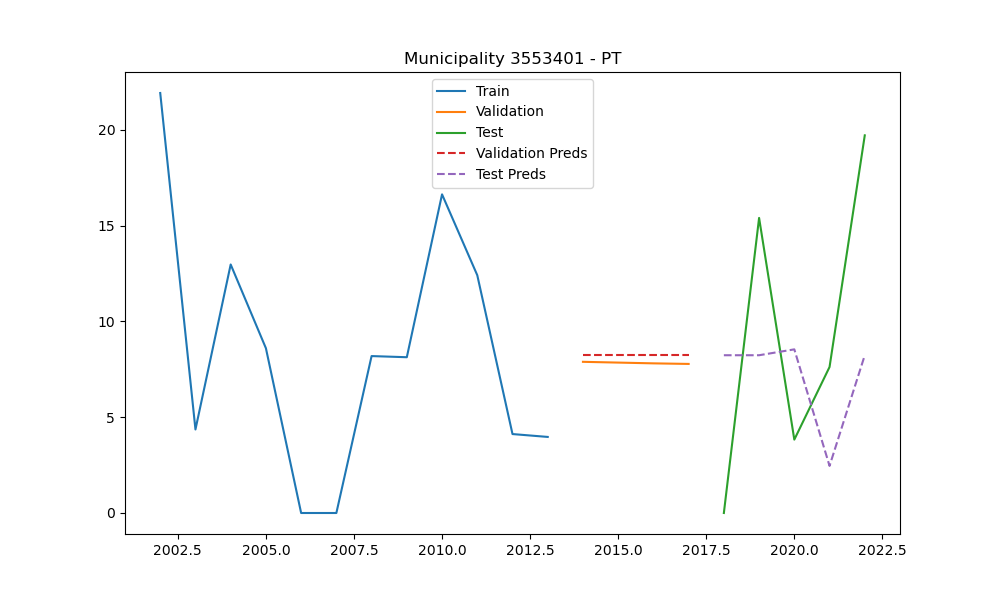 Municipality 3553401 - PT
Train
Validation
Test
Validation Preds
Test Preds
20
15
10
5
0
2002.5 2005.0 2007.5 2010.0 2012.5 2015.0 2017.5 2020.0 2022.5